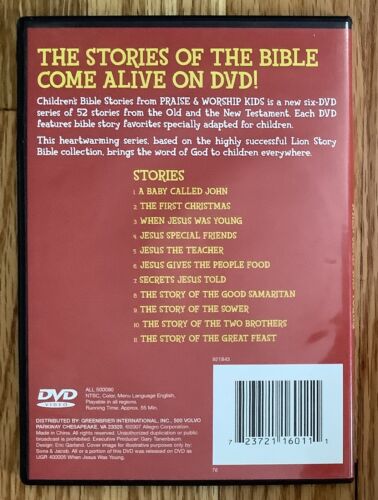 THE STORIES OF THE BIBLE
COME ALIVE ON DVD!
Children's Bible Stories from PRAISE & WORSHIP KIDS is a new six-DVD
series of 52 stories from the Old and the New Testament. Each DVD
features bible story favorites specially adapted for children.
This heartwarming series, based on the highly successful Lion Story
Bible collection, brings the word of God to children everywhere.
STORIES
1. A BABY CALLED JOHN
2. THE FIRST CHRISTMAS
3. WHEN JESUS WAS YOUNG
4. JESUS SPECIAL FRIENDS
5. JESUS THE TEACHER
6. JESUS GIVES THE PEOPLE FOOD
7. SECRETS JESUS TOLD
8. THE STORY OF THE GOOD SAMARITAN
9. THE STORY OF THE SOWER
10. THE STORY OF THE TWO BROTHERS
11. THE STORY OF THE GREAT FEAST
921843
DVD
VIDEO
ALL 500090
NTSC, Color, Menu Language English.
Playable in all regions.
Running Time: Approx. 55 Min.
DISTRIBUTED BY: GREENBRIER INTERNATIONAL, INC., 500 VOLVO
PARKWAY CHESAPEAKE, VA 23320. ©2007 Allegro Corporation.
Made in China. All rights reserved. Unauthorized duplication or public
broadcast is prohibited. Executive Producer: Gary Tanenbaum.
Design: Eric Garland. Cover image for illustrative purposes only by:
Sons & Jacob. All or a portion of this DVD was released on DVD as
UGR 400005 When Jesus Was Young.
7 23721 16011 1
76